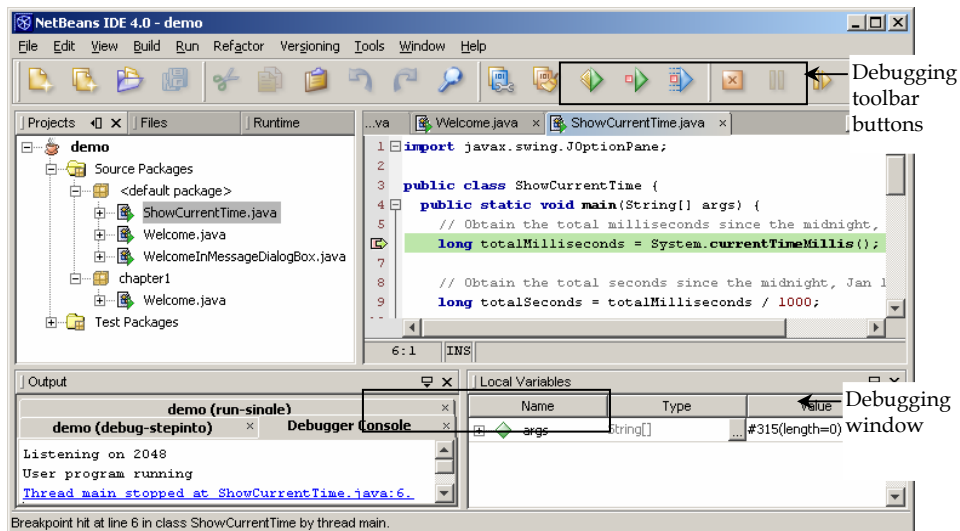 NetBeans IDE 4.0 - demo
File Edit View Build Run Refactor Versioning Tools Window Help
Debugging
toolbar
buttons
Projects Files Runtime
...va Welcome.java × ShowCurrentTime.java ×
demo
Source Packages
<default package>
ShowCurrentTime.java
Welcome.java
WelcomeInMessageDialogBox.java
chapter1
Welcome.java
Test Packages
1 import javax.swing.JOptionPane;
2
3 public class ShowCurrentTime {
4 public static void main(String[] args) {
5 // Obtain the total milliseconds since the midnight,
long totalMilliseconds = System.currentTimeMillis();
7
8 // Obtain the total seconds since the midnight, Jan 1
9 long totalSeconds = totalMilliseconds / 1000;
6:1 INS
Output
demo (run-single) ×
demo (debug-stepinto) × Debugger Console ×
Listening on 2048
User program running
Thread main stopped at ShowCurrentTime.java:6.
Local Variables
Name Type Value
args String[] ... #315(length=0)
Debugging
window
Breakpoint hit at line 6 in class ShowCurrentTime by thread main.